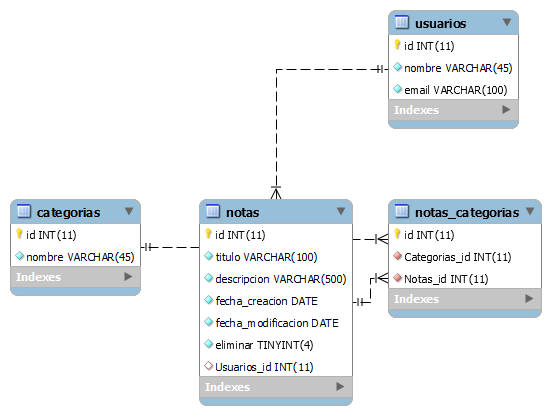 usuarios
id INT(11)
nombre VARCHAR(45)
email VARCHAR(100)
Indexes
categorias
id INT(11)
nombre VARCHAR(45)
Indexes
notas
id INT(11)
titulo VARCHAR(100)
descripcion VARCHAR(500)
fecha_creacion DATE
fecha_modificacion DATE
eliminar TINYINT(4)
Usuarios_id INT(11)
Indexes
notas_categorias
id INT(11)
Categorias_id INT(11)
Notas_id INT(11)
Indexes